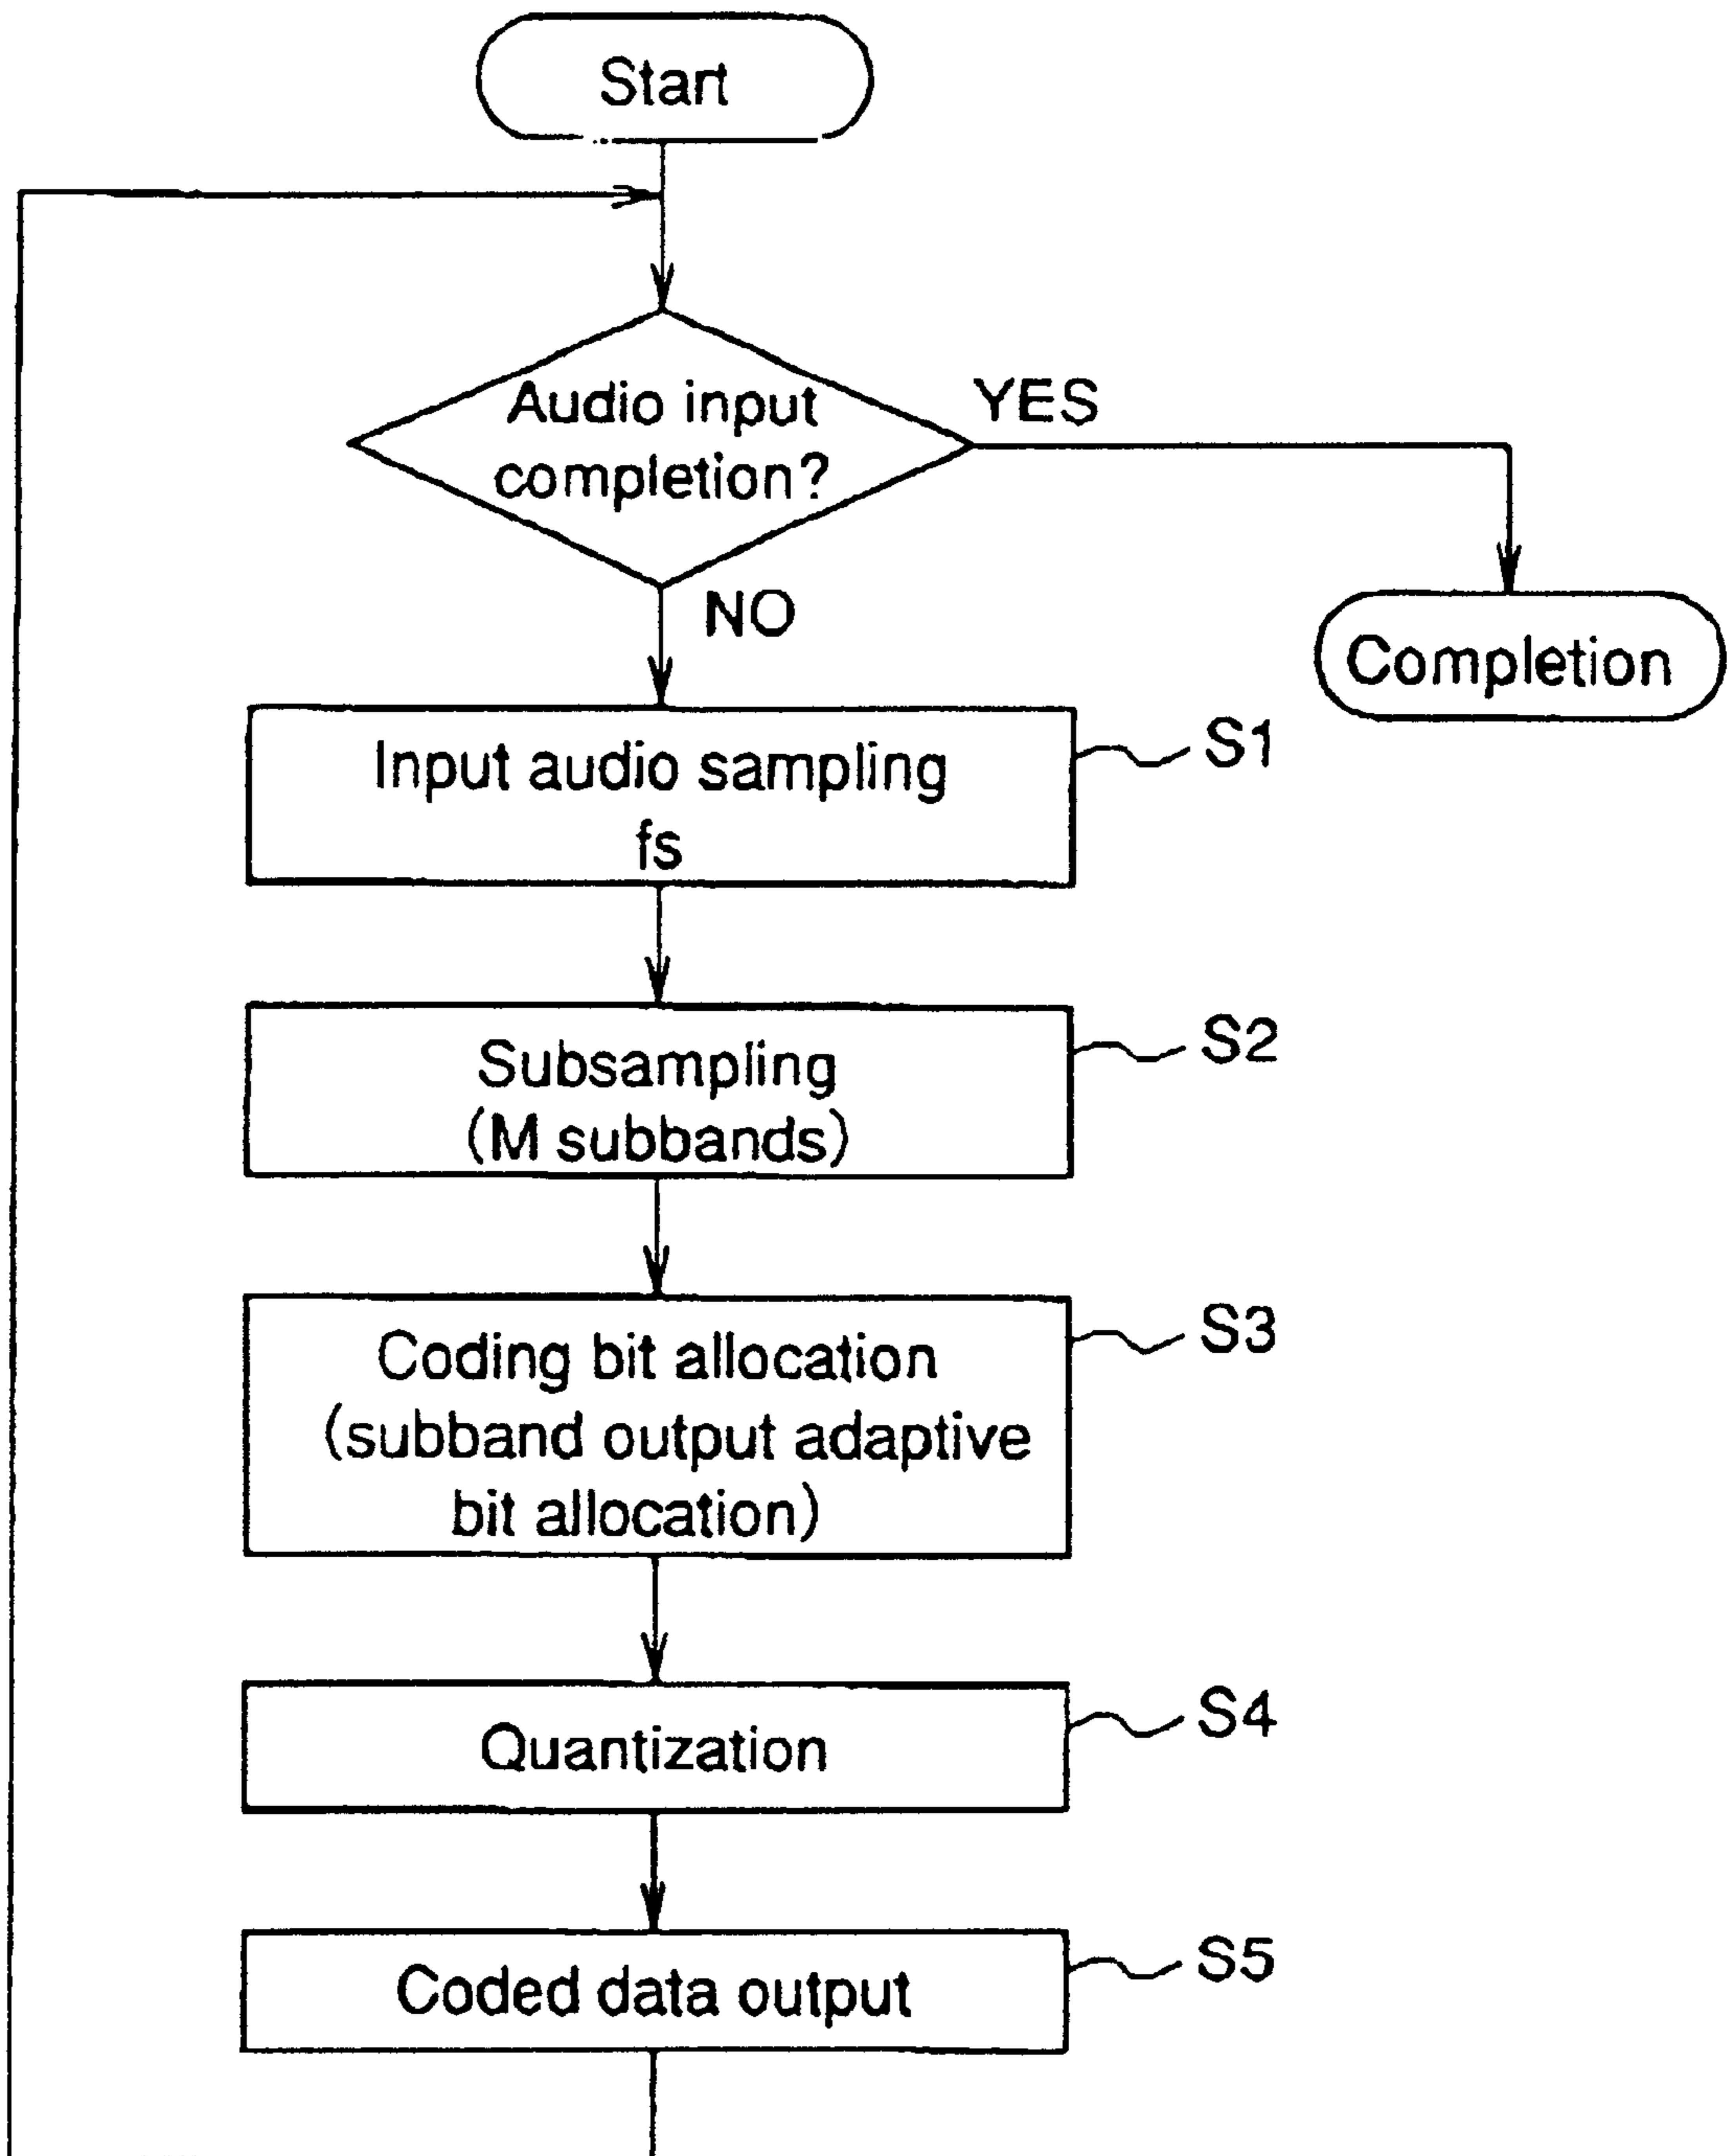 Start
Audio input
completion?
YES
NO
Completion
Input audio sampling
fs
S1
Subsampling
(M subbands)
S2
Coding bit allocation
(subband output adaptive
bit allocation)
S3
Quantization
S4
Coded data output
S5